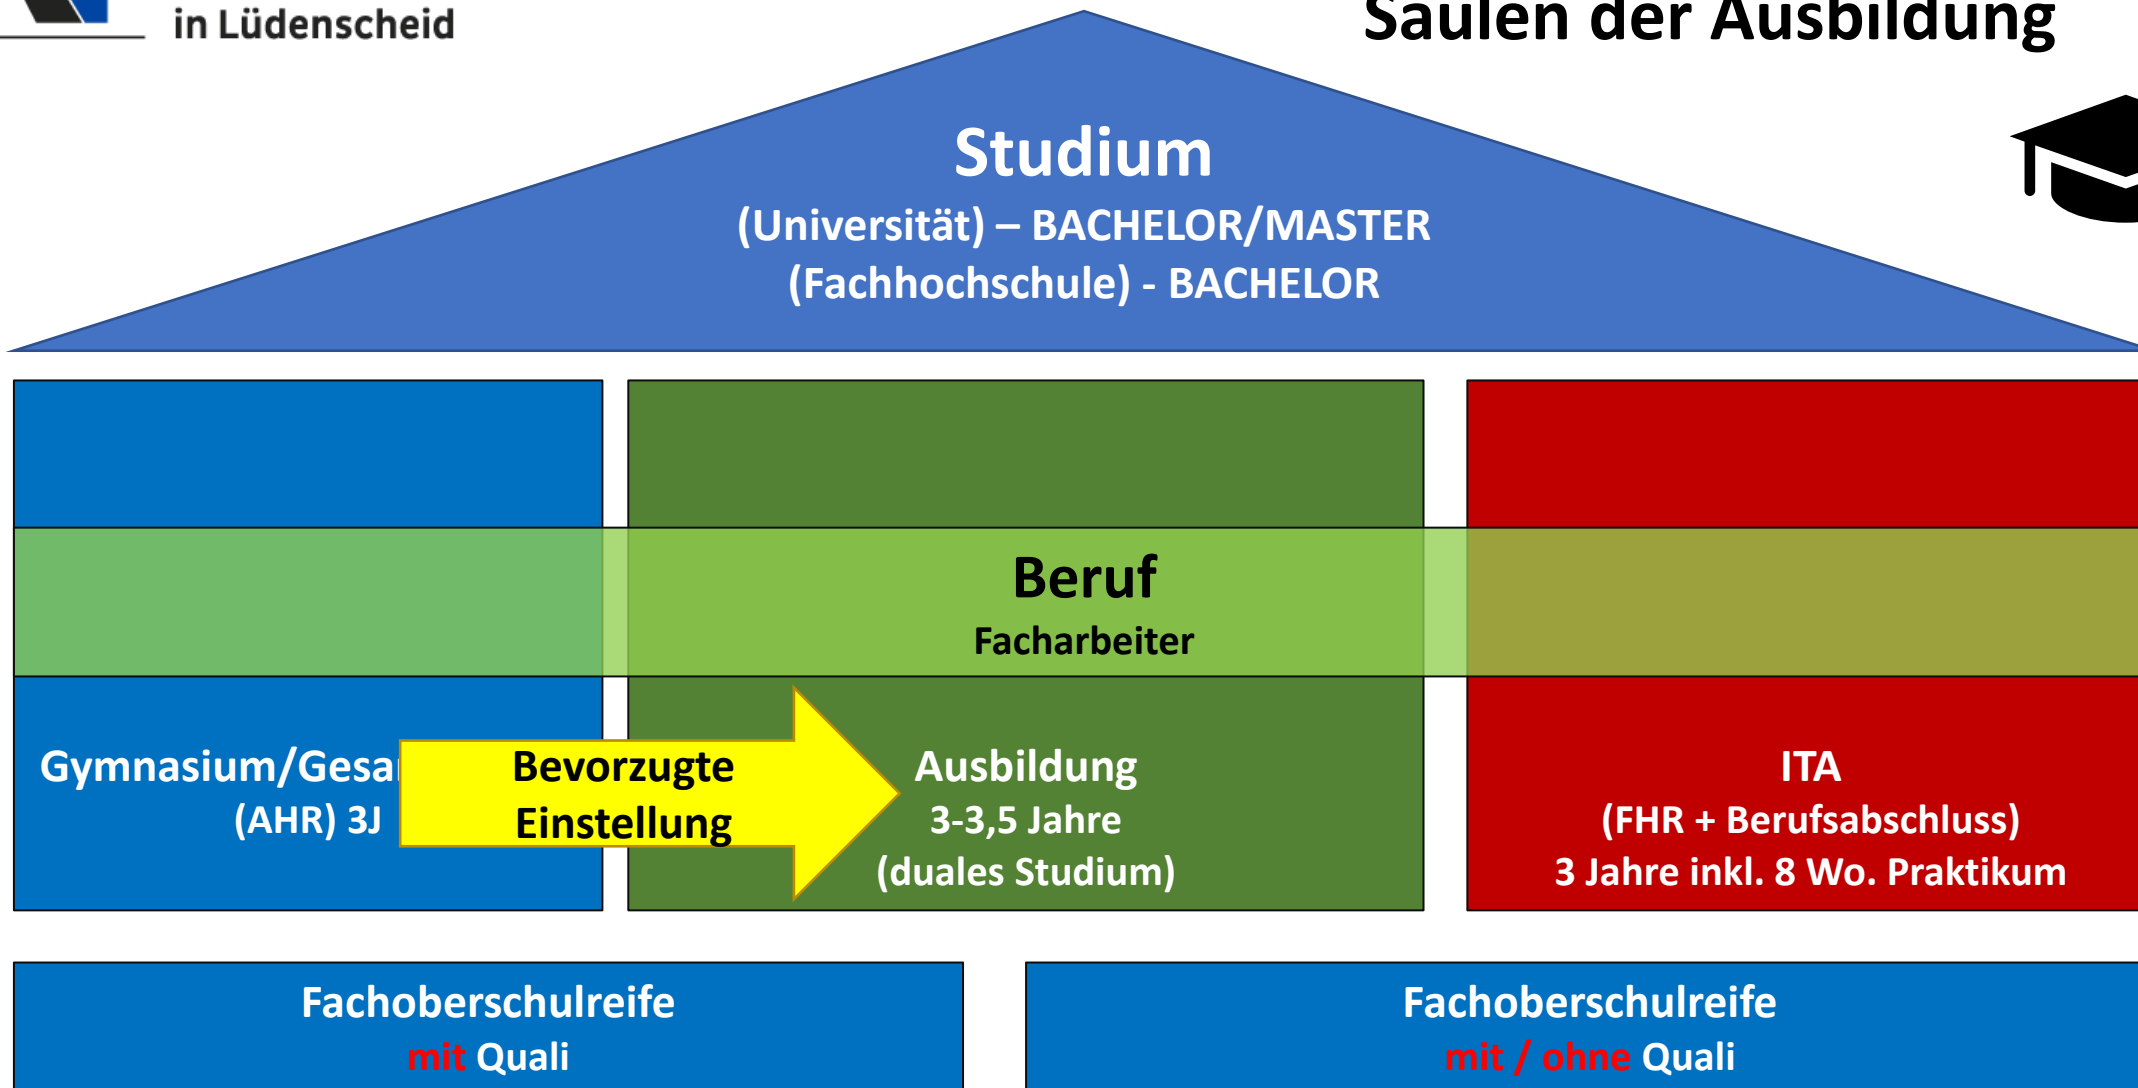 in Lüdenscheid
Säulen der Ausbildung
Studium
(Universität) – BACHELOR/MASTER
(Fachhochschule) - BACHELOR
Beruf
Facharbeiter
(AHR) 3J
Bevorzugte
Einstellung
Ausbildung
3-3,5 Jahre
(duales Studium)
ITA
(FHR + Berufsabschluss)
3 Jahre inkl. 8 Wo. Praktikum
Fachoberschulreife
mit Quali
Fachoberschulreife
mit / ohne Quali